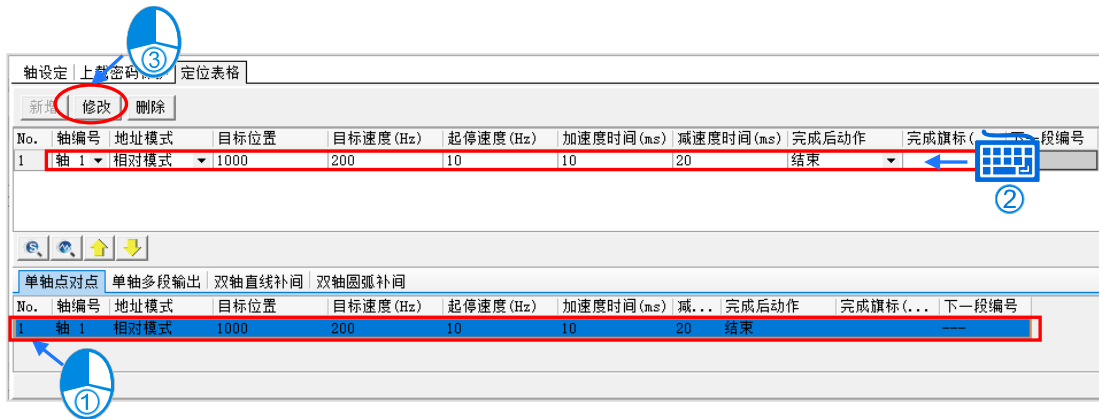 ③
轴设定 上载密码保护 定位表格
新增 修改 删除
No. 轴编号 地址模式 目标位置 目标速度(Hz) 起停速度(Hz) 加速度时间(ms) 减速度时间(ms) 完成后动作 完成旗标(... 下一段编号
1 轴 1 相对模式 1000 200 10 10 20 结束
②
单轴点对点 单轴多段输出 双轴直线补间 双轴圆弧补间
No. 轴编号 地址模式 目标位置 目标速度(Hz) 起停速度(Hz) 加速度时间(ms) 减... 完成后动作 完成旗标(... 下一段编号
1 轴 1 相对模式 1000 200 10 10 20 结束 ---
①